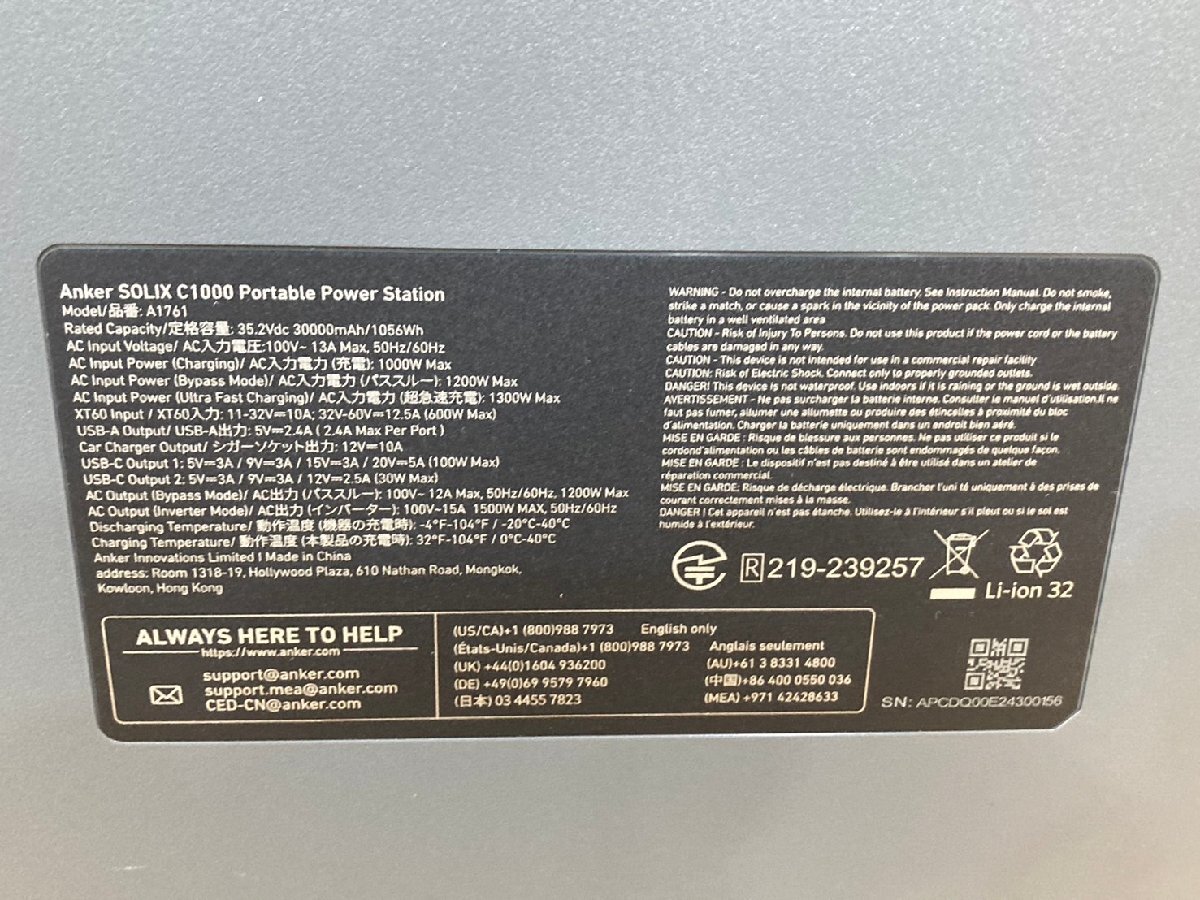 Anker SOLIX C1000 Portable Power Station
Model/品番: A1761
Rated Capacity/定格容量: 35.2Vdc 30000mAh/1056Wh
AC Input Voltage/ AC入力電圧:100V~ 13A Max, 50Hz/60Hz
AC Input Power (Charging)/ AC入力電力 (充電): 1000W Max
AC Input Power (Bypass Mode)/ AC入力電力 (パススルー): 1200W Max
AC Input Power (Ultra Fast Charging)/ AC入力電力 (超急速充電): 1300W Max
XT60 Input / XT60入力: 11-32V⎓10A; 32V-60V⎓12.5A (600W Max)
USB-A Output/ USB-A出力: 5V⎓2.4A ( 2.4A Max Per Port )
Car Charger Output/ シガーソケット出力: 12V⎓10A
USB-C Output 1: 5V⎓3A / 9V⎓3A / 15V⎓3A / 20V⎓5A (100W Max)
USB-C Output 2: 5V⎓3A / 9V⎓3A / 12V⎓2.5A (30W Max)
AC Output (Bypass Mode)/ AC出力 (パススルー): 100V~ 12A Max, 50Hz/60Hz, 1200W Max
AC Output (Inverter Mode)/ AC出力 (インバーター): 100V~15A 1500W MAX, 50Hz/60Hz
Discharging Temperature/ 動作温度 (機器の充電時): -4°F-104°F / -20°C-40°C
Charging Temperature/ 動作温度 (本製品の充電時): 32°F-104°F / 0°C-40°C
Anker Innovations Limited I Made in China
address: Room 1318-19, Hollywood Plaza, 610 Nathan Road, Mongkok,
Kowloon, Hong Kong
WARNING - Do not overcharge the internal battery. See Instruction Manual. Do not smoke,
strike a match, or cause a spark in the vicinity of the power pack. Only charge the internal
battery in a well ventilated area
CAUTION - Risk of Injury To Persons. Do not use this product if the power cord or the battery
cables are damaged in any way.
CAUTION - This device is not intended for use in a commercial repair facility
CAUTION: Risk of Electric Shock. Connect only to properly grounded outlets.
DANGER! This device is not waterproof. Use indoors if it is raining or the ground is wet outside.
AVERTISSEMENT - Ne pas surcharger la batterie interne. Consulter le manuel d'utilisation.Il ne
faut pas fumer, allumer une allumette ou produire des étincelles à proximité du bloc
d'alimentation. Charger la batterie uniquement dans un endroit bien aéré.
MISE EN GARDE : Risque de blessure aux personnes. Ne pas utiliser ce produit si le
cordond'alimentation ou les câbles de batterie sont endommagés de quelque façon.
MISE EN GARDE : Le dispositif n'est pas destiné à être utilisé dans un atelier de
réparation commercial.
MISE EN GARDE: Risque de décharge électrique. Brancher l'uni té uniquement à des prises de
courant correctement mises à la masse.
DANGER ! Cet appareil n'est pas étanche. Utilisez-le à l'intérieur s'il pleut ou si le sol est
humide à l'extérieur.
R 219-239257
Li-ion 32
ALWAYS HERE TO HELP
https://www.anker.com
support@anker.com
support.mea@anker.com
CED-CN@anker.com
(US/CA)+1 (800)988 7973 English only
(États-Unis/Canada)+1 (800)988 7973 Anglais seulement
(UK) +44(0)1604 936200 (AU)+61 3 8331 4800
(DE) +49(0)69 9579 7960 (中国)+86 400 0550 036
(日本) 03 4455 7823 (MEA) +971 42428633
SN: APCDQ00E24300156